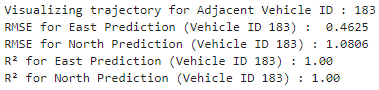 Visualizing trajectory for Adjacent Vehicle ID : 183
RMSE for East Prediction (Vehicle ID 183) :  0.4625
RMSE for North Prediction (Vehicle ID 183) : 1.0806
R² for East Prediction (Vehicle ID 183) : 1.00
R² for North Prediction (Vehicle ID 183) : 1.00